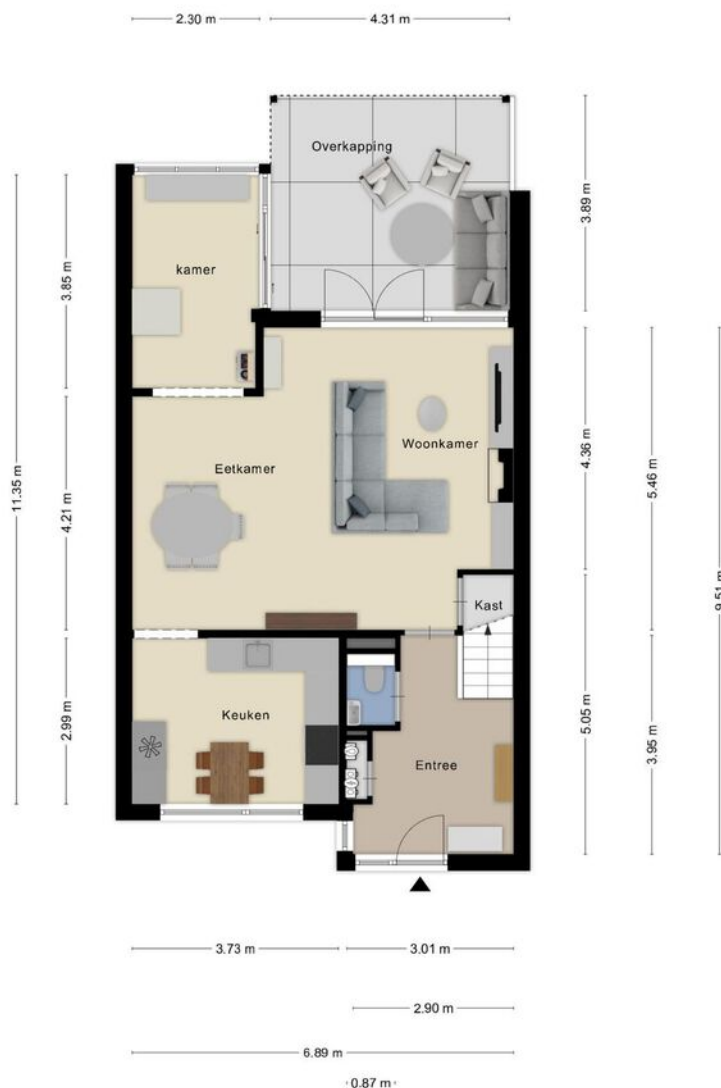 2.30 m
4.31 m
Overkapping
kamer
3.89 m
3.85 m
11.35 m
Woonkamer
Eetkamer
4.36 m
5.46 m
4.21 m
9.51 m
Kast
Keuken
2.99 m
5.05 m
3.95 m
Entree
3.73 m
3.01 m
2.90 m
6.89 m
0.87 m